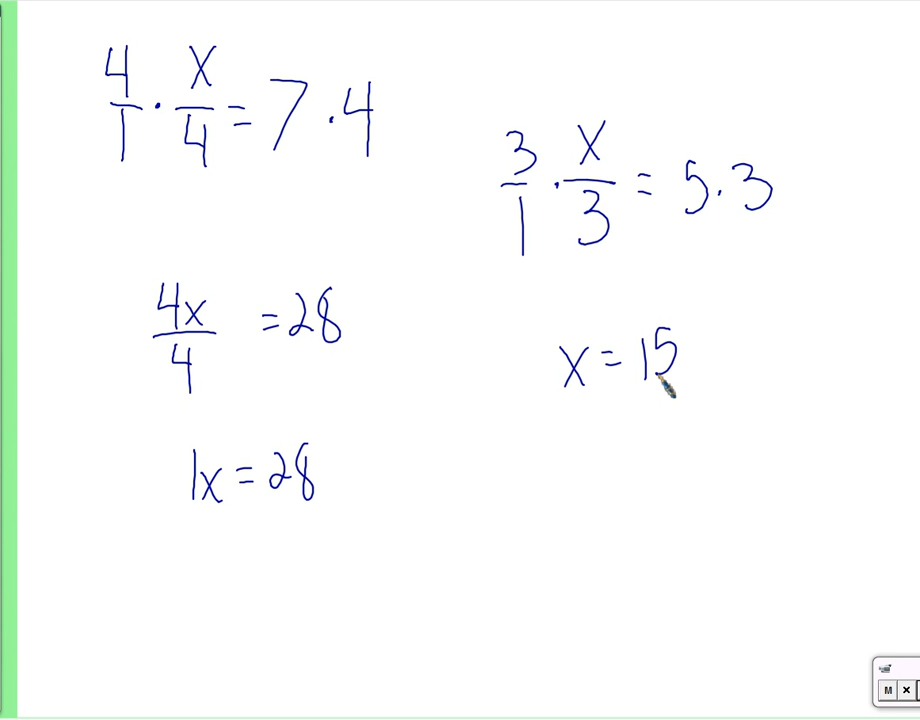 4/1 · x/4 = 7 · 4
4x/4 = 28
1x = 28
3/1 · x/3 = 5 · 3
x = 15
M ×